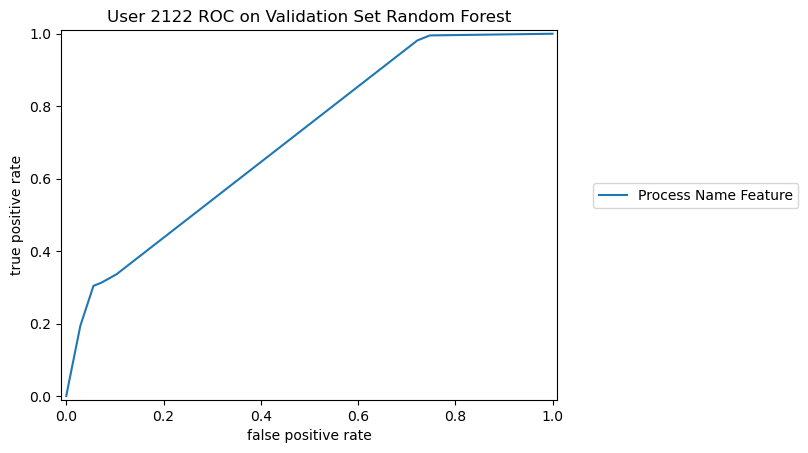 User 2122 ROC on Validation Set Random Forest
1.0
0.8
0.6
0.4
0.2
0.0
true positive rate
0.0 0.2 0.4 0.6 0.8 1.0
false positive rate
Process Name Feature